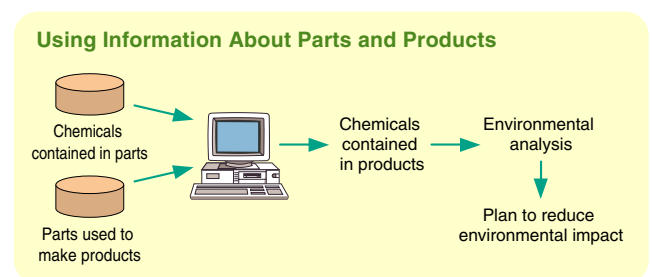 Using Information About Parts and Products
Chemicals
contained in parts
Parts used to
make products
Chemicals
contained
in products
Environmental
analysis
Plan to reduce
environmental impact